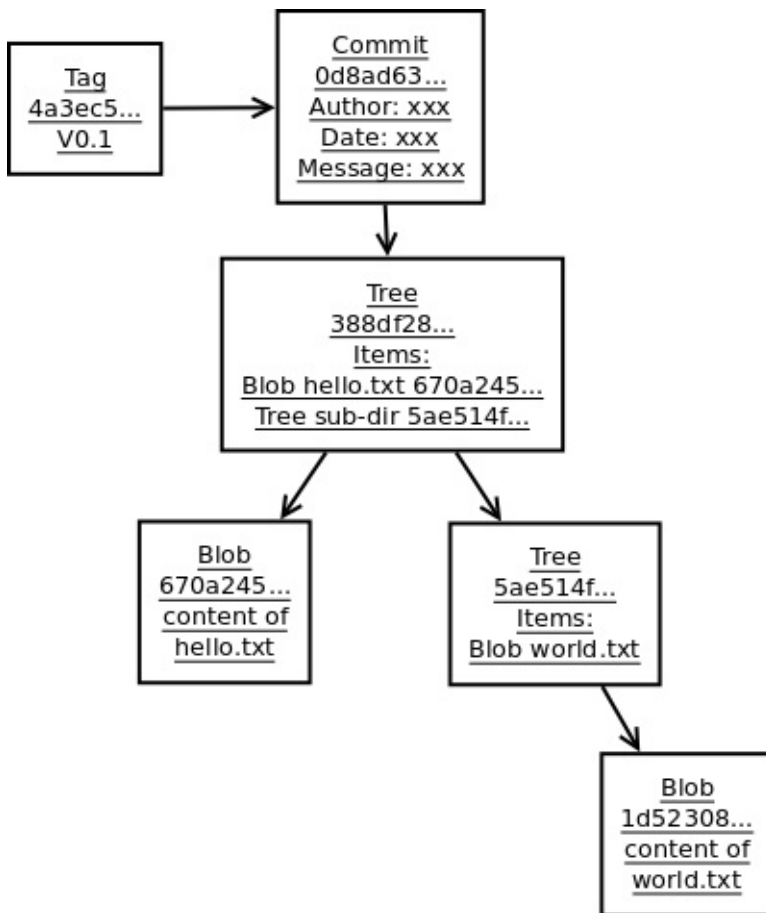 Tag
4a3ec5...
V0.1
Commit
0d8ad63...
Author: xxx
Date: xxx
Message: xxx
Tree
388df28...
Items:
Blob hello.txt 670a245...
Tree sub-dir 5ae514f...
Blob
670a245...
content of
hello.txt
Tree
5ae514f...
Items:
Blob world.txt
Blob
1d52308...
content of
world.txt